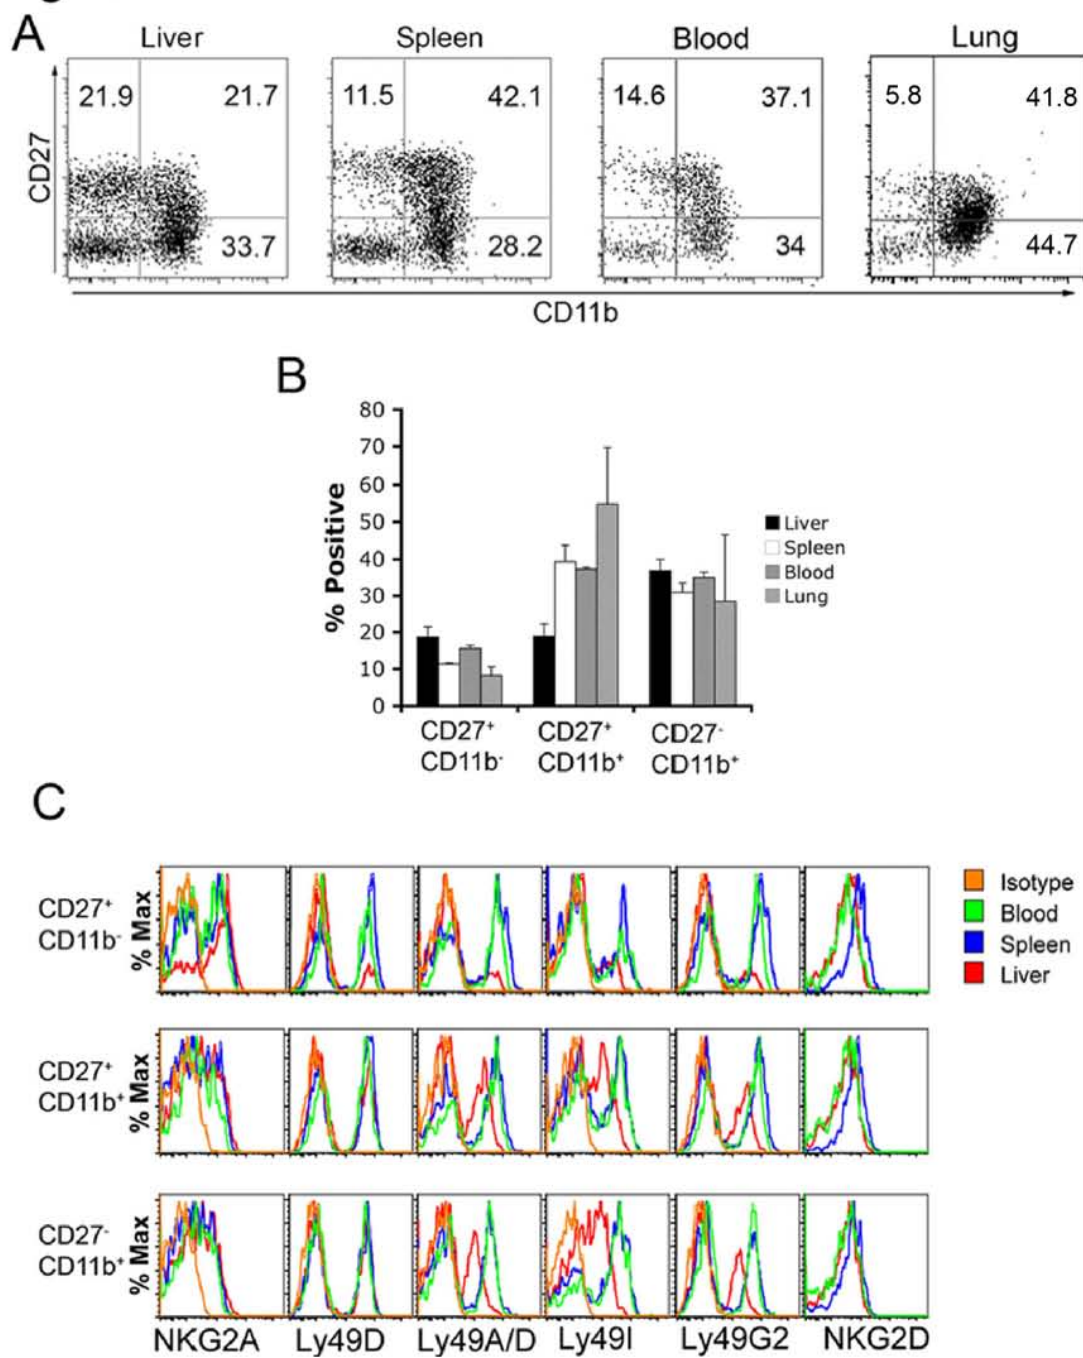 A
Liver Spleen Blood Lung
21.9 21.7 11.5 42.1 14.6 37.1 5.8 41.8
CD27
33.7 28.2 34 44.7
CD11b
B
80
70
60
50
40
30
20
10
0
% Positive
Liver
Spleen
Blood
Lung
CD27⁺ CD27⁺ CD27⁻
CD11b⁻ CD11b⁺ CD11b⁺
C
CD27⁺
CD11b⁻
% Max
Isotype
Blood
Spleen
Liver
CD27⁺
CD11b⁺
% Max
CD27⁻
CD11b⁺
% Max
NKG2A Ly49D Ly49A/D Ly49I Ly49G2 NKG2D